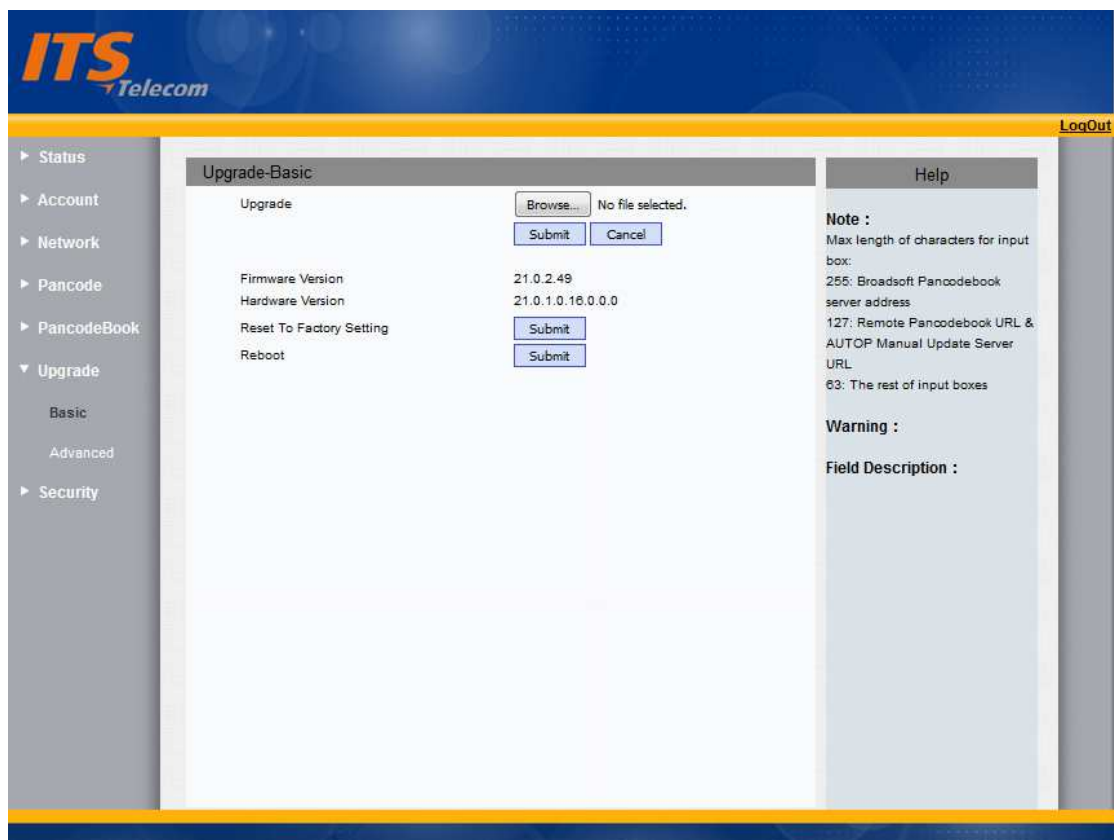 ITS
Telecom
LogOut
Status
Account
Network
Pancode
PancodeBook
Upgrade
Basic
Advanced
Security
Upgrade-Basic
Upgrade Browse... No file selected.
Submit Cancel
Firmware Version 21.0.2.49
Hardware Version 21.0.1.0.16.0.0.0
Reset To Factory Setting Submit
Reboot Submit
Help
Note :
Max length of characters for input
box:
255: Broadsoft Pancodebook
server address
127: Remote Pancodebook URL &
AUTOP Manual Update Server
URL
63: The rest of input boxes
Warning :
Field Description :